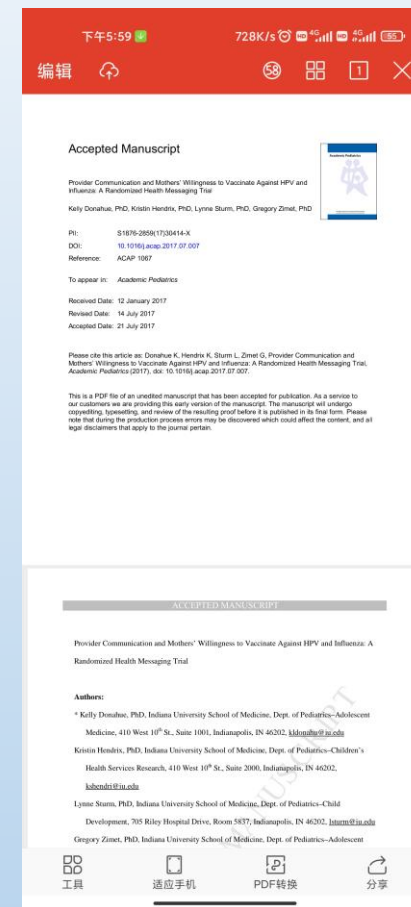 下午5:59
728K/s HD 4G HD 4G 55
编辑 58 1
Accepted Manuscript
Academic Pediatrics
Provider Communication and Mothers' Willingness to Vaccinate Against HPV and
Influenza: A Randomized Health Messaging Trial
Kelly Donahue, PhD, Kristin Hendrix, PhD, Lynne Sturm, PhD, Gregory Zimet, PhD
PII: S1876-2859(17)30414-X
DOI: 10.1016/j.acap.2017.07.007
Reference: ACAP 1067
To appear in: Academic Pediatrics
Received Date: 12 January 2017
Revised Date: 14 July 2017
Accepted Date: 21 July 2017
Please cite this article as: Donahue K, Hendrix K, Sturm L, Zimet G, Provider Communication and
Mothers' Willingness to Vaccinate Against HPV and Influenza: A Randomized Health Messaging Trial,
Academic Pediatrics (2017), doi: 10.1016/j.acap.2017.07.007.
This is a PDF file of an unedited manuscript that has been accepted for publication. As a service to
our customers we are providing this early version of the manuscript. The manuscript will undergo
copyediting, typesetting, and review of the resulting proof before it is published in its final form. Please
note that during the production process errors may be discovered which could affect the content, and all
legal disclaimers that apply to the journal pertain.
ACCEPTED MANUSCRIPT
Provider Communication and Mothers' Willingness to Vaccinate Against HPV and Influenza: A
Randomized Health Messaging Trial
Authors:
* Kelly Donahue, PhD, Indiana University School of Medicine, Dept. of Pediatrics–Adolescent
Medicine, 410 West 10th St., Suite 1001, Indianapolis, IN 46202, kldonahu@iu.edu
Kristin Hendrix, PhD, Indiana University School of Medicine, Dept. of Pediatrics–Children's
Health Services Research, 410 West 10th St., Suite 2000, Indianapolis, IN 46202,
kshendri@iu.edu
Lynne Sturm, PhD, Indiana University School of Medicine, Dept. of Pediatrics–Child
Development, 705 Riley Hospital Drive, Room 5837, Indianapolis, IN 46202, lsturm@iu.edu
Gregory Zimet, PhD, Indiana University School of Medicine, Dept. of Pediatrics–Adolescent
MANUSCRIPT
工具 适应手机 PDF转换 分享